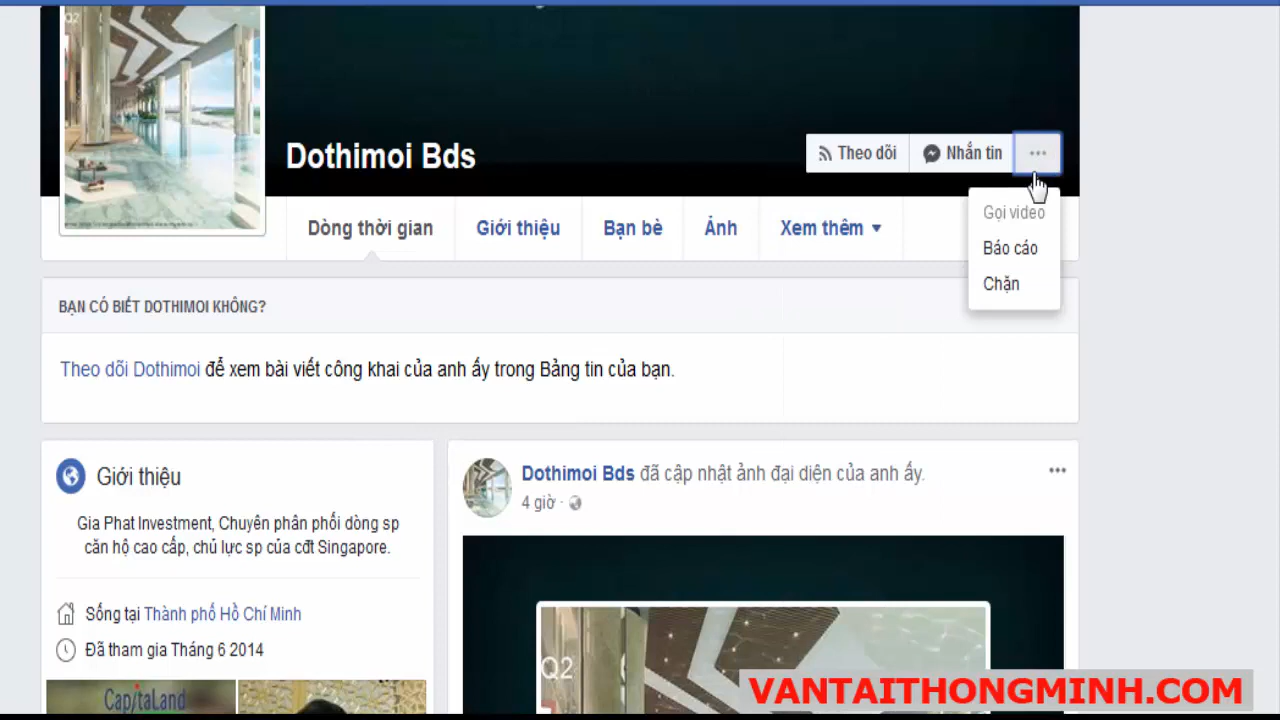 Q2
Dothimoi Bds
Theo dõi
Nhắn tin
Gọi video
Báo cáo
Chặn
Dòng thời gian
Giới thiệu
Bạn bè
Ảnh
Xem thêm
BẠN CÓ BIẾT DOTHIMOI KHÔNG?
Theo dõi Dothimoi để xem bài viết công khai của anh ấy trong Bảng tin của bạn.
Giới thiệu
Gia Phat Investment, Chuyên phân phối dòng sp
căn hộ cao cấp, chủ lực sp của cđt Singapore.
Sống tại Thành phố Hồ Chí Minh
Đã tham gia Tháng 6 2014
CapitaLand
Dothimoi Bds đã cập nhật ảnh đại diện của anh ấy.
4 giờ
Q2
VANTAITHONGMINH.COM